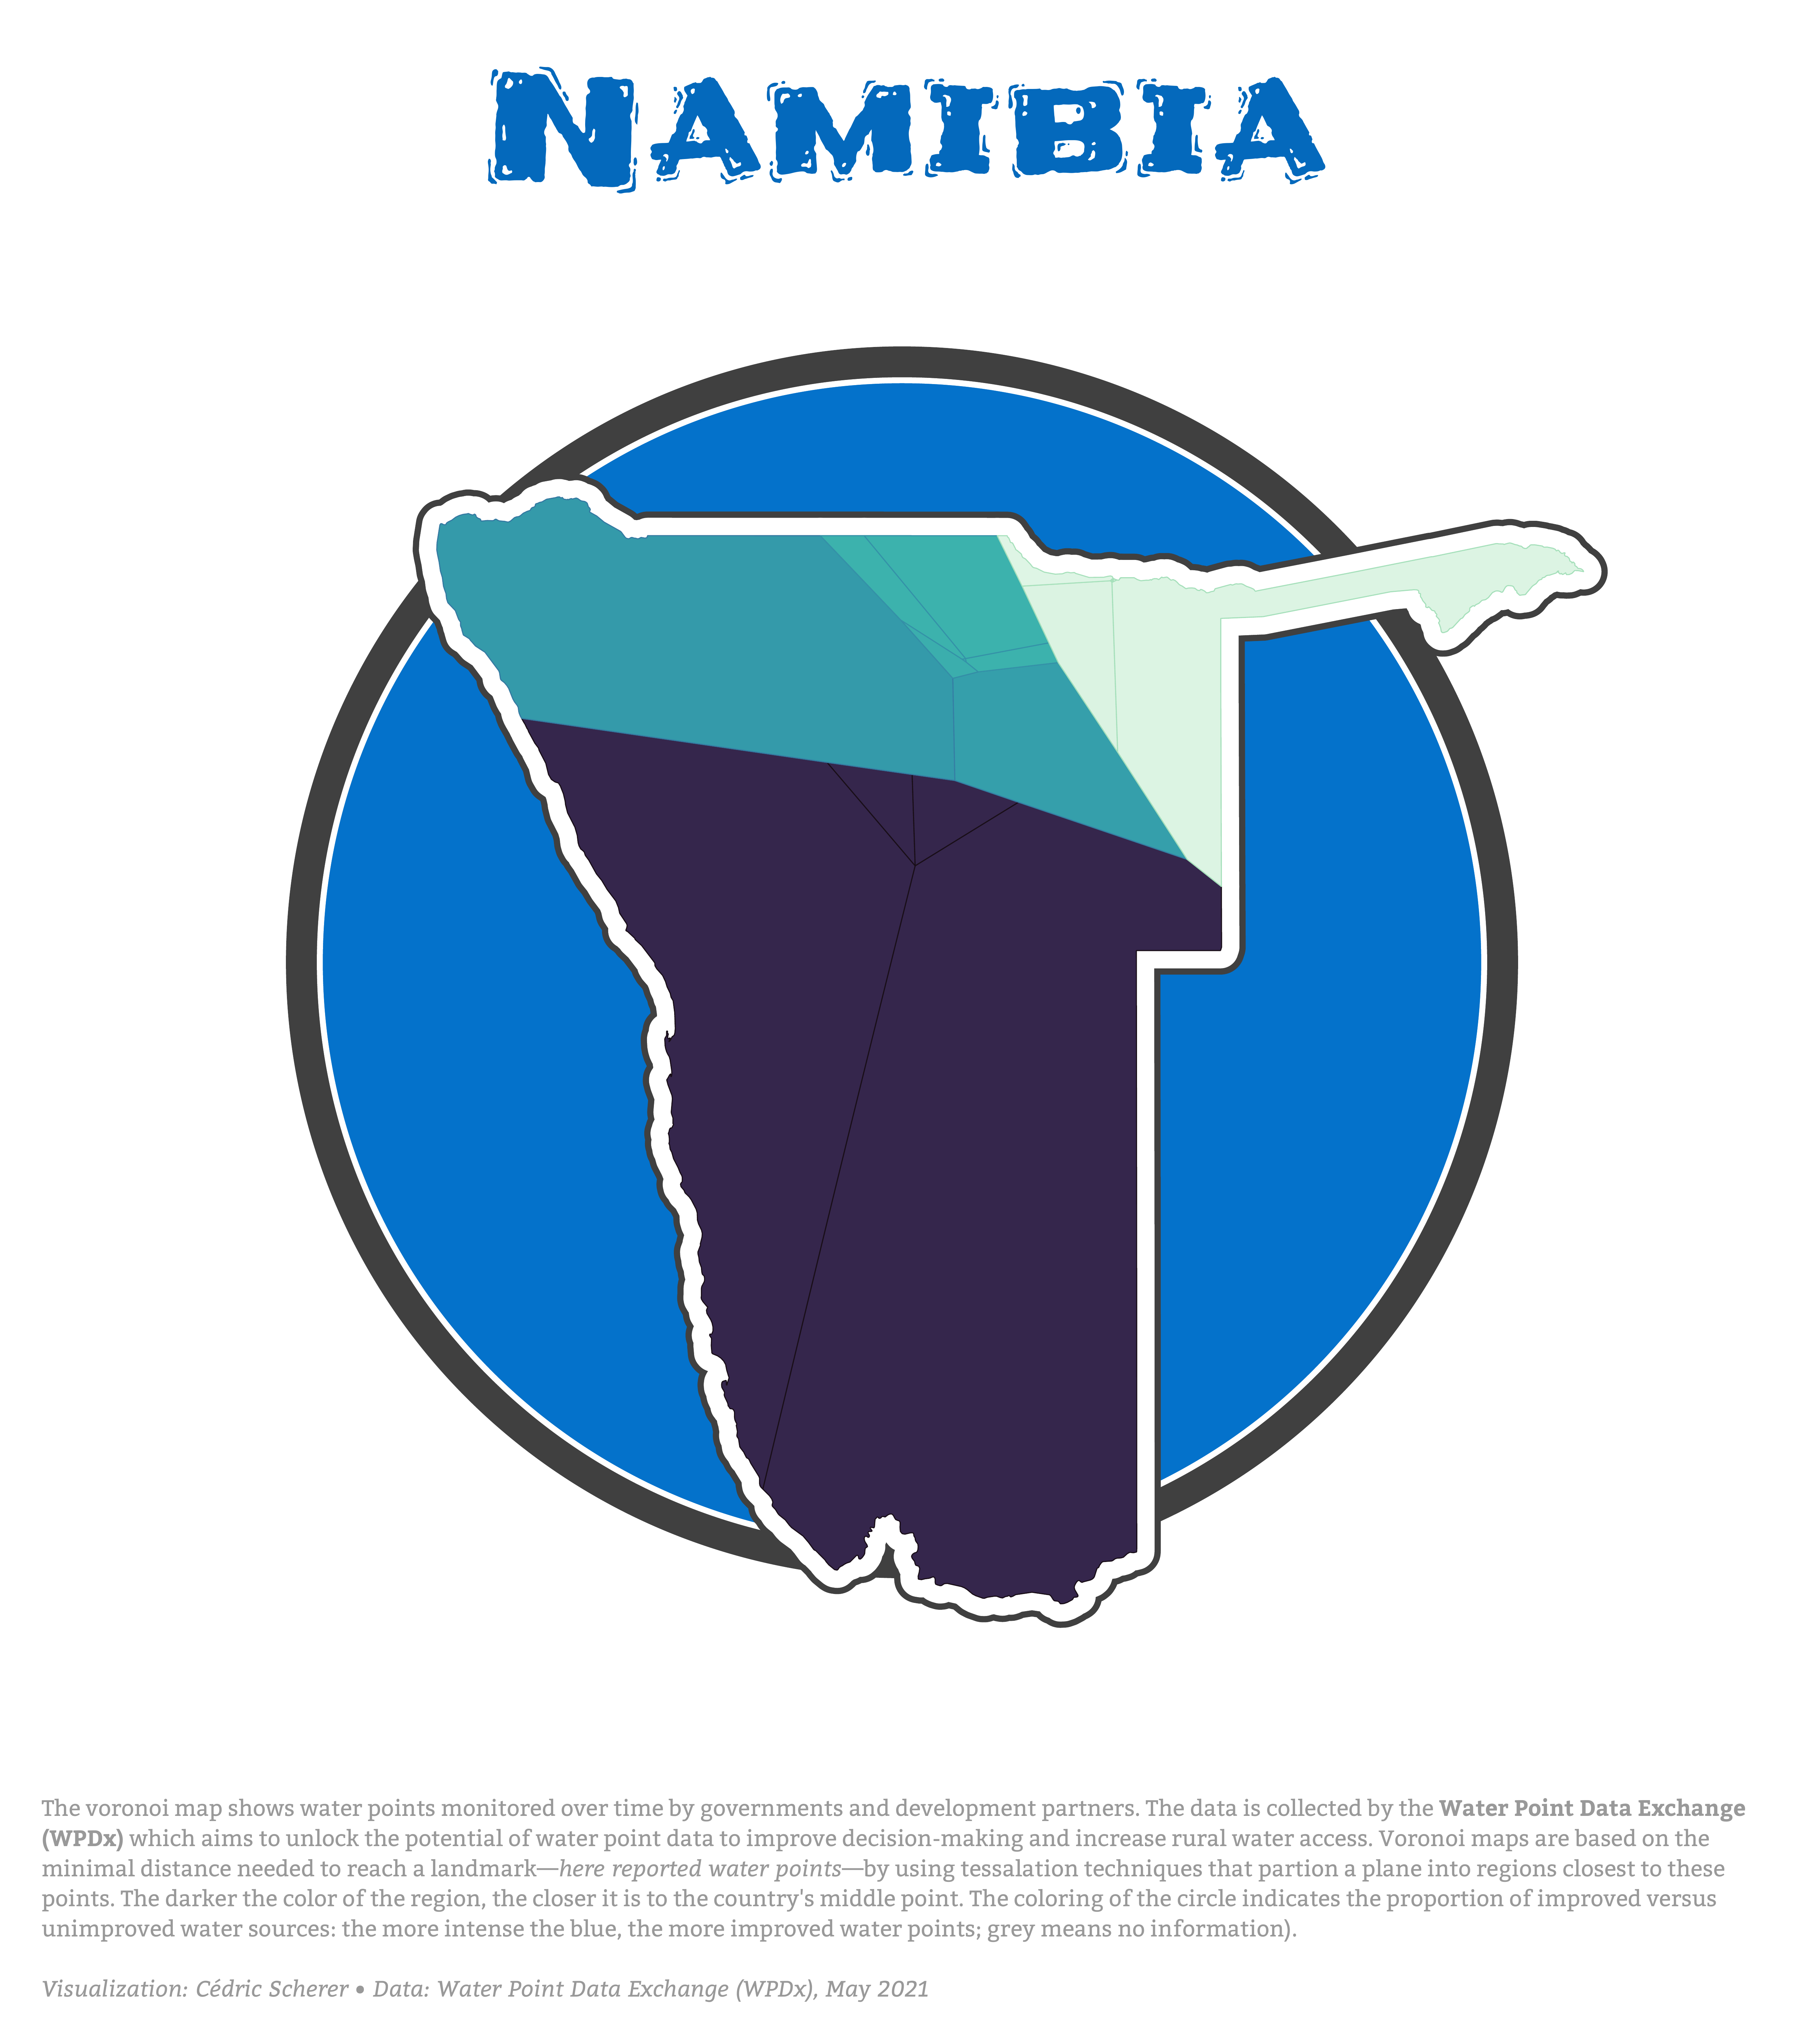 NAMIBIA
The voronoi map shows water points monitored over time by governments and development partners. The data is collected by the Water Point Data Exchange
(WPDx) which aims to unlock the potential of water point data to improve decision-making and increase rural water access. Voronoi maps are based on the
minimal distance needed to reach a landmark—here reported water points—by using tessalation techniques that partion a plane into regions closest to these
points. The darker the color of the region, the closer it is to the country's middle point. The coloring of the circle indicates the proportion of improved versus
unimproved water sources: the more intense the blue, the more improved water points; grey means no information).
Visualization: Cédric Scherer • Data: Water Point Data Exchange (WPDx), May 2021